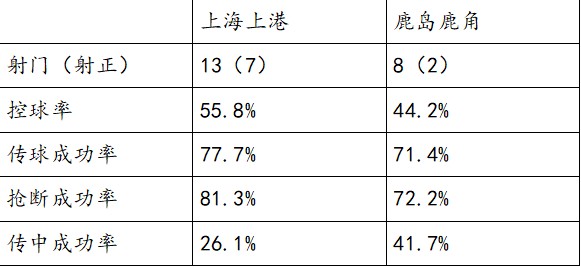 上海上港 鹿岛鹿角
射门（射正） 13（7） 8（2）
控球率 55.8% 44.2%
传球成功率 77.7% 71.4%
抢断成功率 81.3% 72.2%
传中成功率 26.1% 41.7%